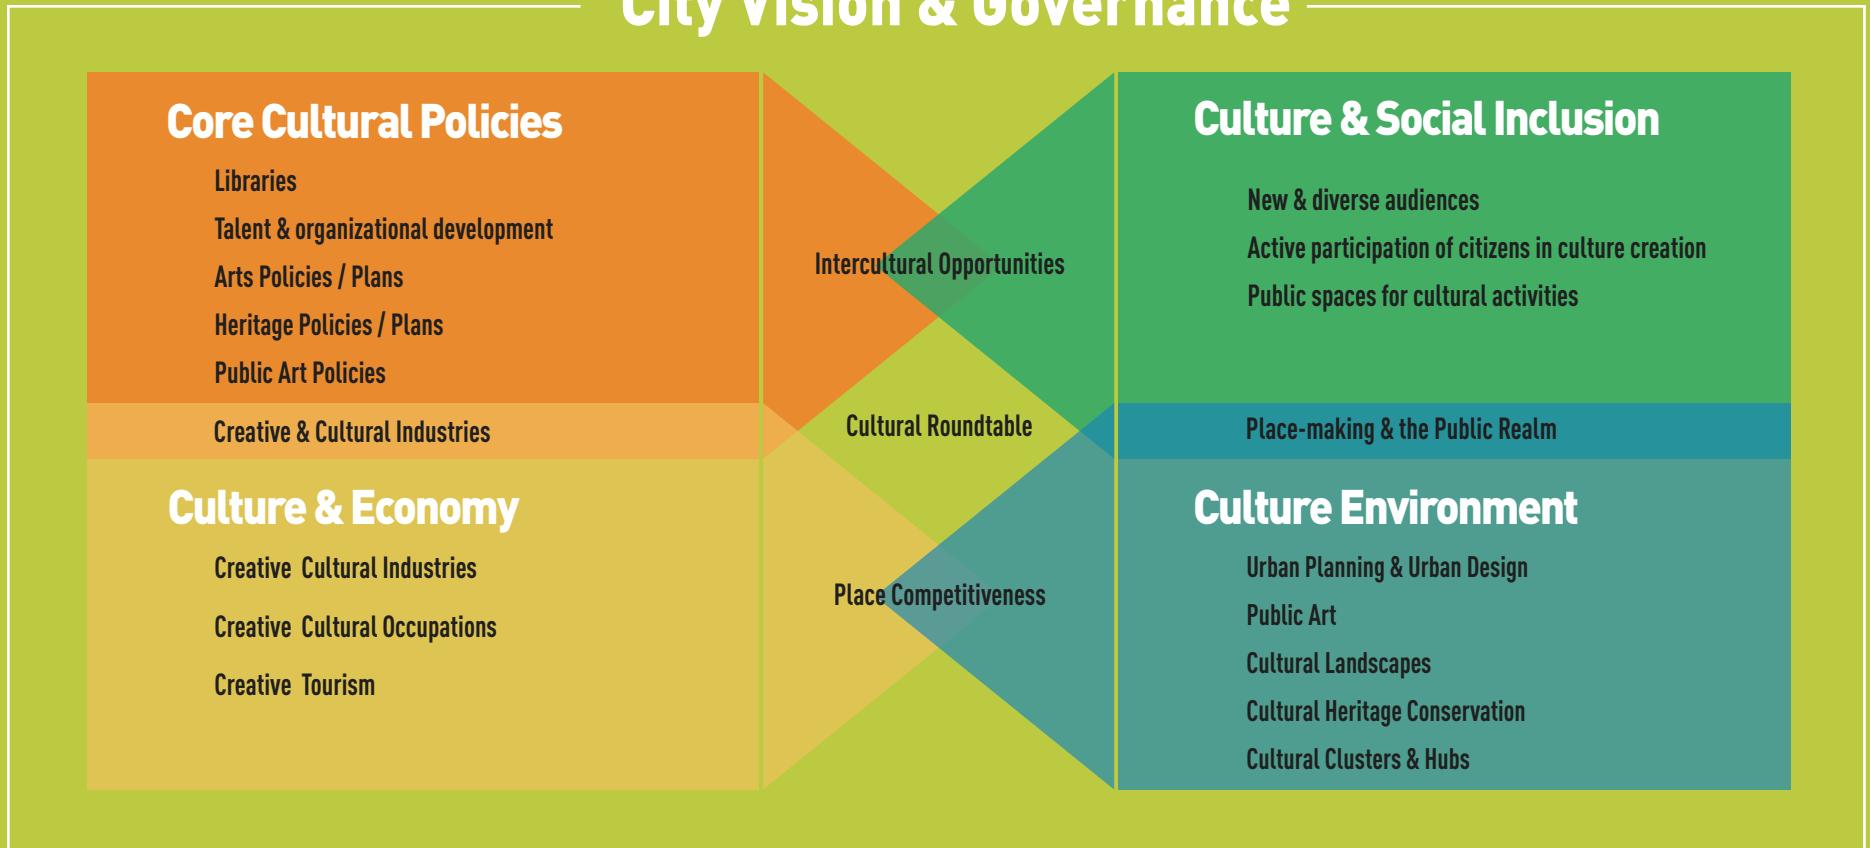 City Vision & Governance
Core Cultural Policies
Libraries
Talent & organizational development
Arts Policies / Plans
Heritage Policies / Plans
Public Art Policies
Creative & Cultural Industries
Culture & Economy
Creative Cultural Industries
Creative Cultural Occupations
Creative Tourism
Intercultural Opportunities
Cultural Roundtable
Place Competitiveness
Culture & Social Inclusion
New & diverse audiences
Active participation of citizens in culture creation
Public spaces for cultural activities
Place-making & the Public Realm
Culture Environment
Urban Planning & Urban Design
Public Art
Cultural Landscapes
Cultural Heritage Conservation
Cultural Clusters & Hubs